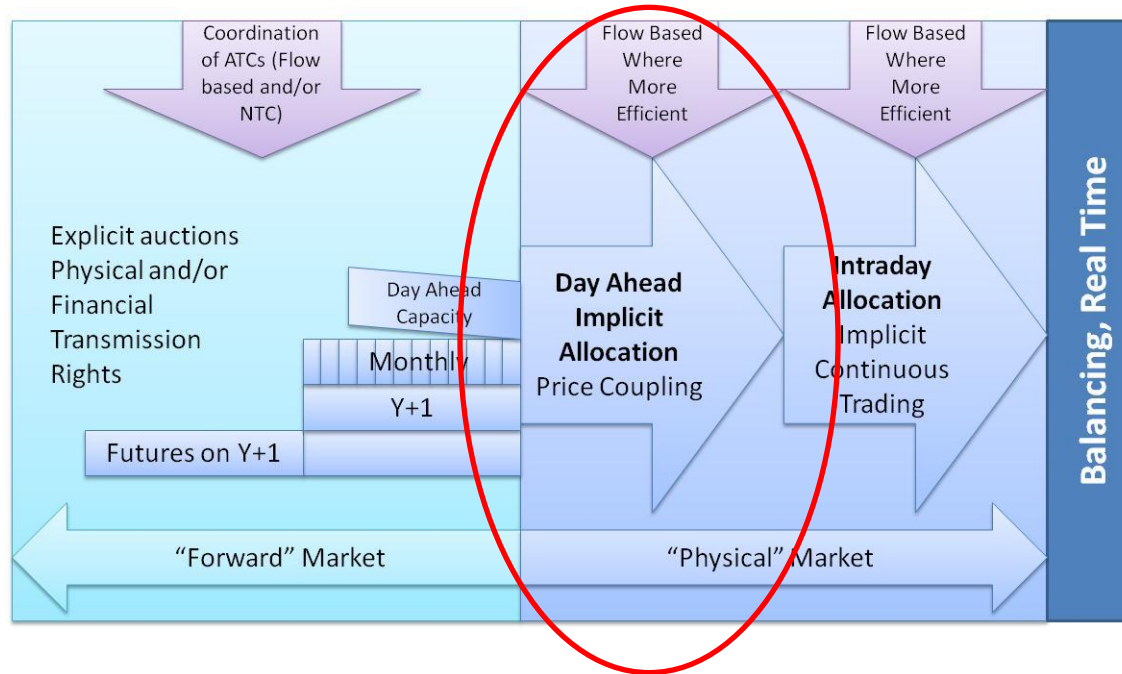 Coordination
of ATCs (Flow
based and/or
NTC)
Flow Based
Where
More
Efficient
Flow Based
Where
More
Efficient
Explicit auctions
Physical and/or
Financial
Transmission
Rights
Day Ahead
Capacity
Monthly
Y+1
Futures on Y+1
Day Ahead
Implicit
Allocation
Price Coupling
Intraday
Allocation
Implicit
Continuous
Trading
Balancing, Real Time
“Forward” Market
“Physical” Market